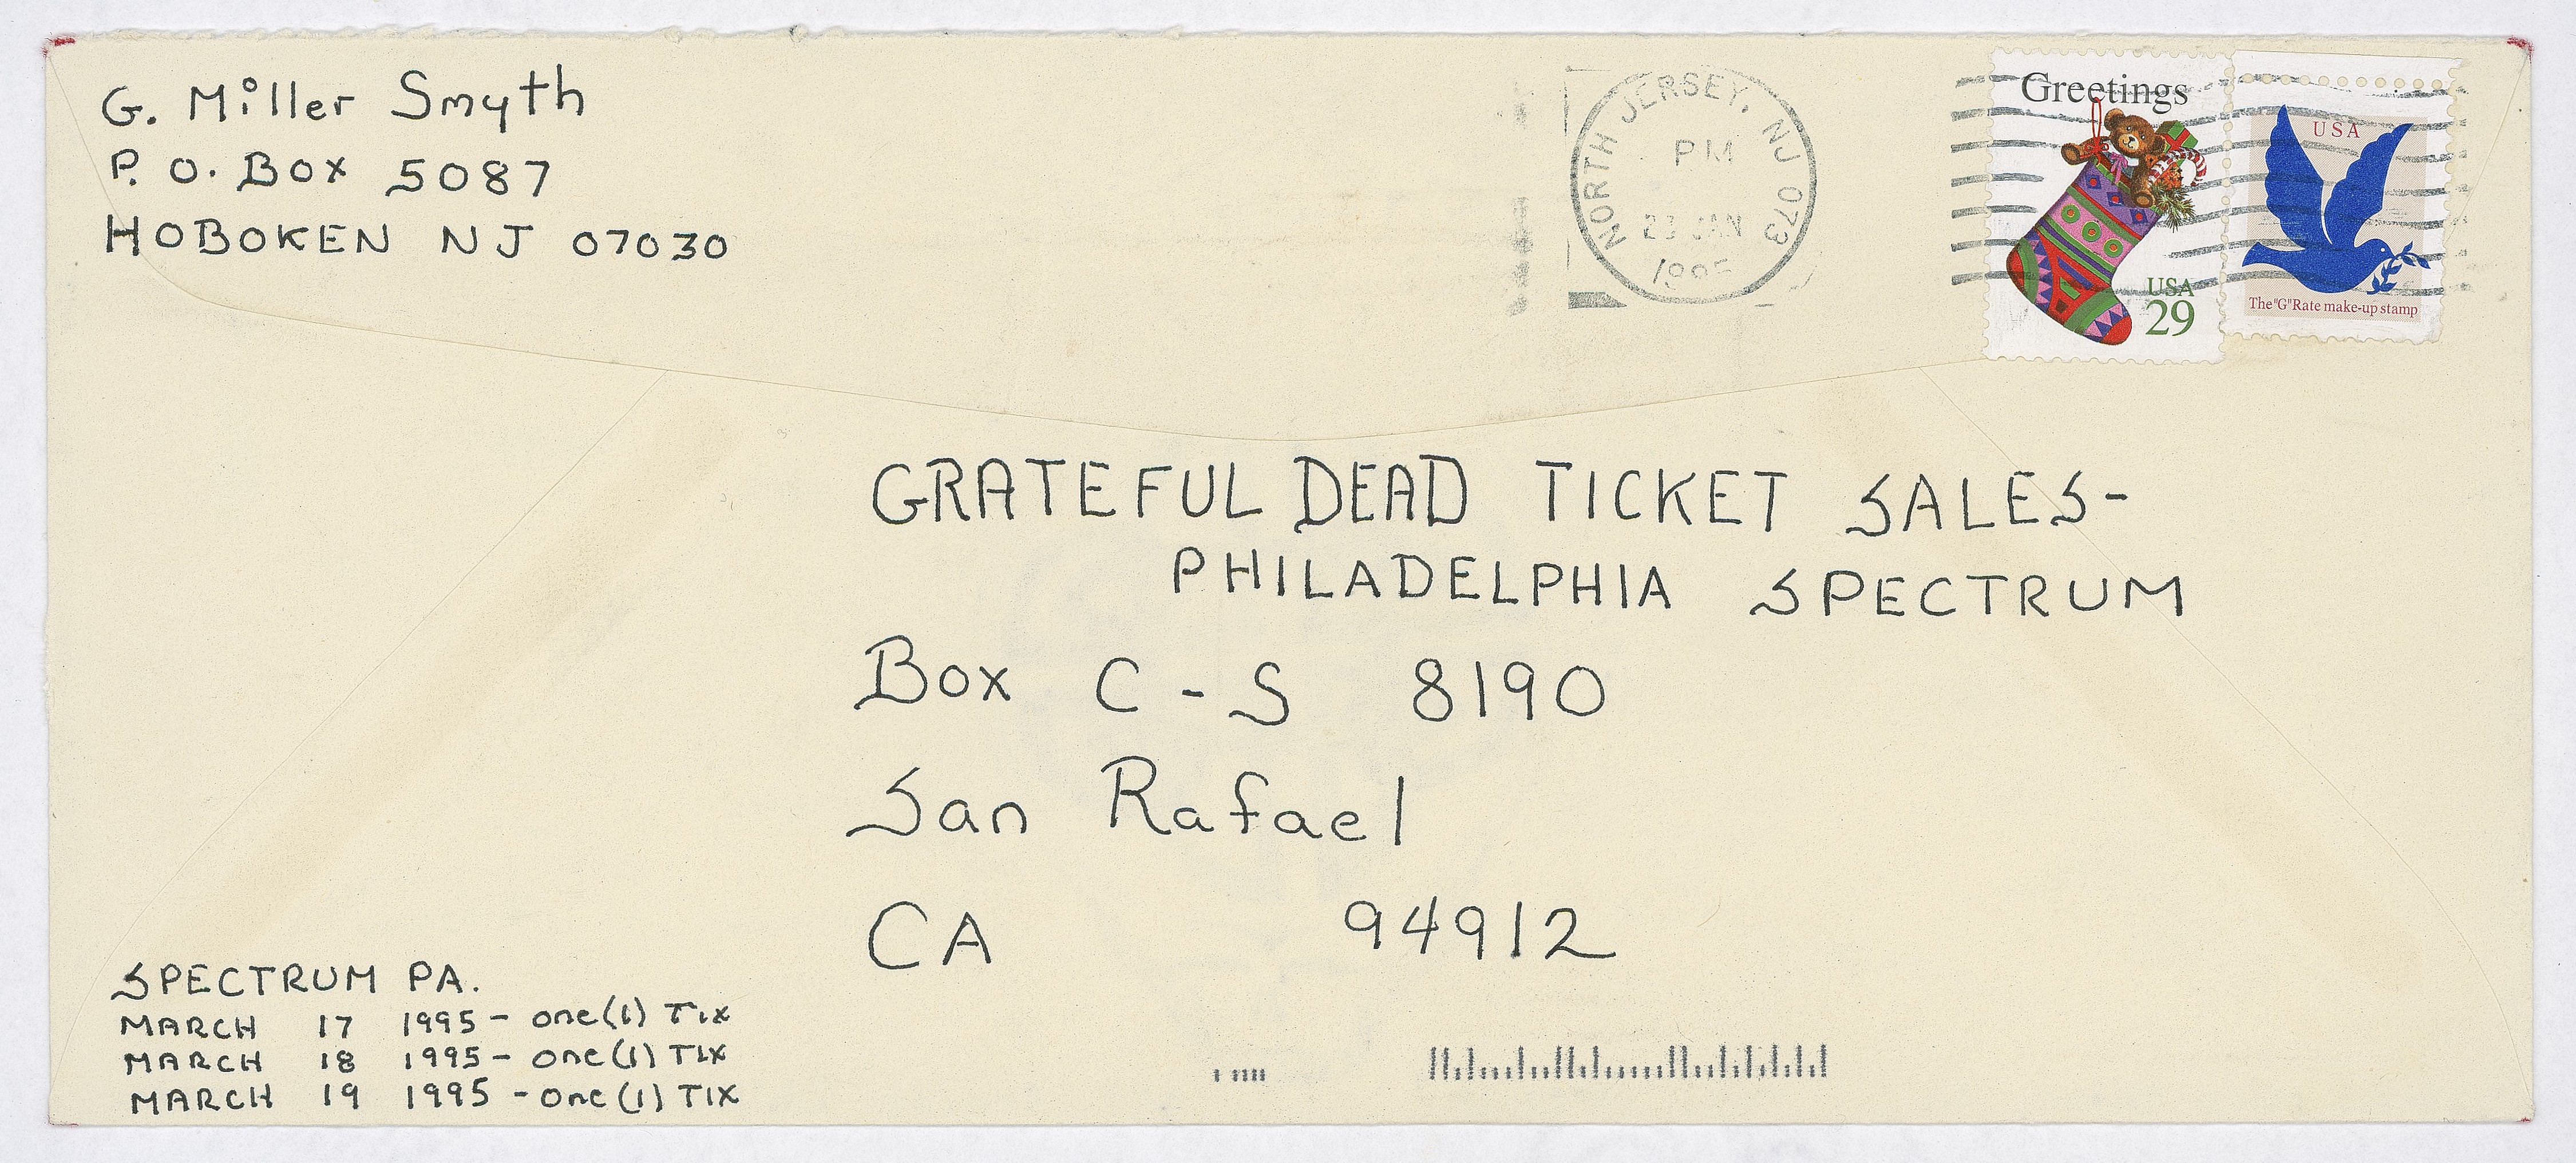 G. Miller Smyth
P. O. Box 5087
HOBOKEN NJ 07030
NORTH JERSEY, NJ 073
PM
23 JAN
1995
Greetings
USA
29
USA
The "G" Rate make-up stamp
GRATEFUL DEAD TICKET SALES-
PHILADELPHIA SPECTRUM
Box C-S 8190
San Rafael
CA 94912
SPECTRUM PA.
MARCH 17 1995 - one (1) TIX
MARCH 18 1995 - one (1) TIX
MARCH 19 1995 - one (1) TIX